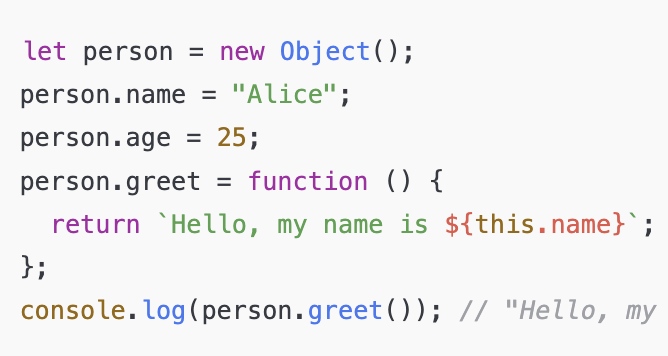 let person = new Object();
person.name = "Alice";
person.age = 25;
person.greet = function () {
  return `Hello, my name is ${this.name}`;
};
console.log(person.greet()); // "Hello, my